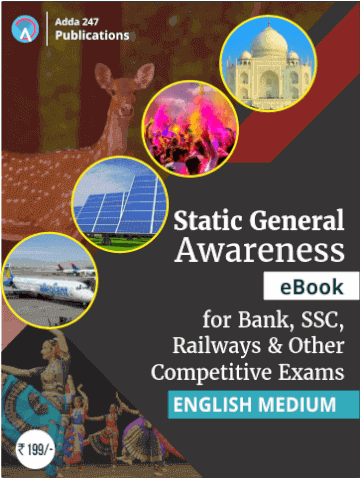 Adda 247
Publications
Static General
Awareness
eBook
for Bank, SSC,
Railways & Other
Competitive Exams
ENGLISH MEDIUM
₹ 199/-